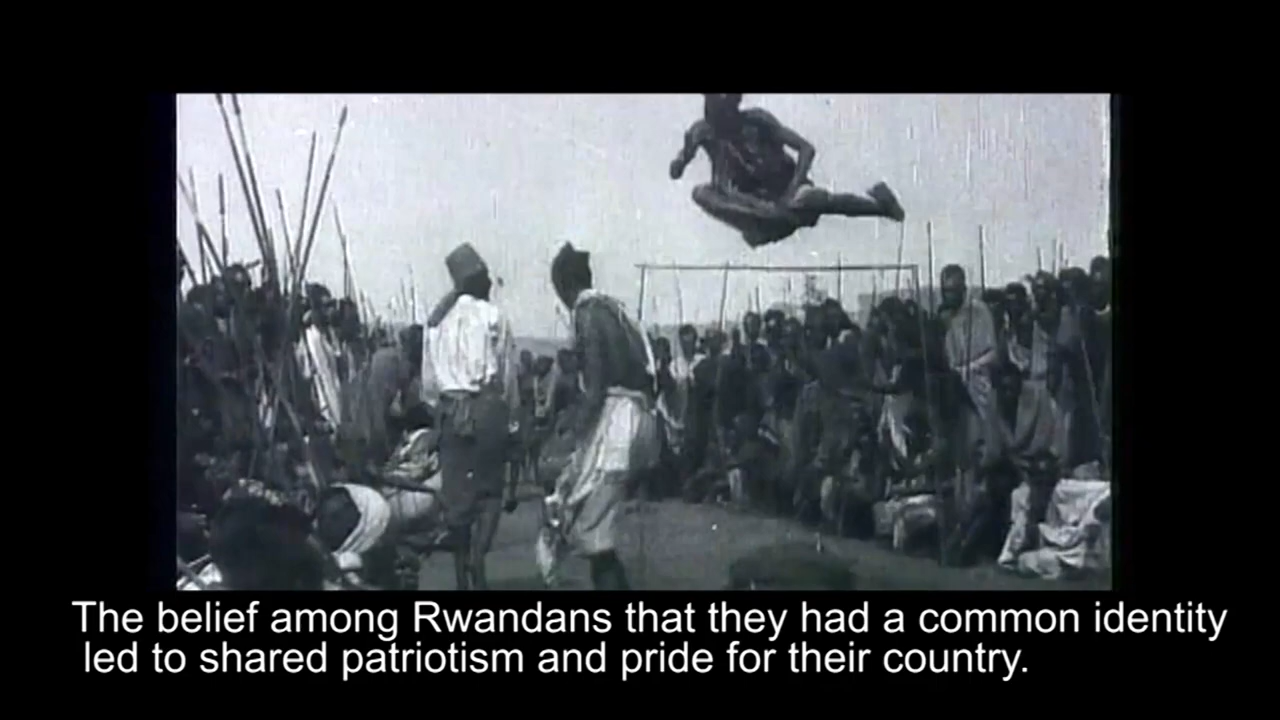 The belief among Rwandans that they had a common identity
led to shared patriotism and pride for their country.